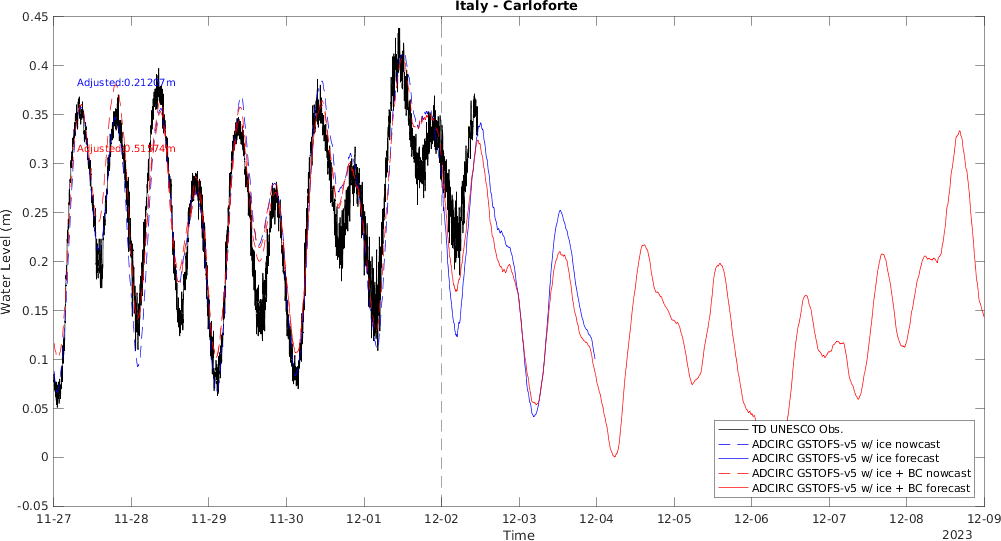 Italy - Carloforte
Water Level (m)
0.45
0.4
0.35
0.3
0.25
0.2
0.15
0.1
0.05
0
-0.05
Adjusted:0.21207m
Adjusted:0.51574m
TD UNESCO Obs.
ADCIRC GSTOFS-v5 w/ ice nowcast
ADCIRC GSTOFS-v5 w/ ice forecast
ADCIRC GSTOFS-v5 w/ ice + BC nowcast
ADCIRC GSTOFS-v5 w/ ice + BC forecast
11-27 11-28 11-29 11-30 12-01 12-02 12-03 12-04 12-05 12-06 12-07 12-08 12-09
Time
2023